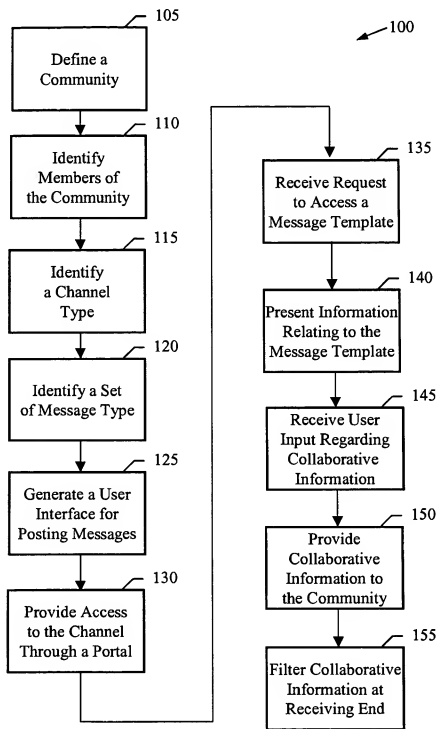 100
105
Define a
Community
110
Identify
Members of
the Community
115
Identify
a Channel
Type
120
Identify a Set
of Message Type
125
Generate a User
Interface for
Posting Messages
130
Provide Access
to the Channel
Through a Portal
135
Receive Request
to Access a
Message Template
140
Present Information
Relating to the
Message Template
145
Receive User
Input Regarding
Collaborative
Information
150
Provide
Collaborative
Information to
the Community
155
Filter Collaborative
Information at
Receiving End